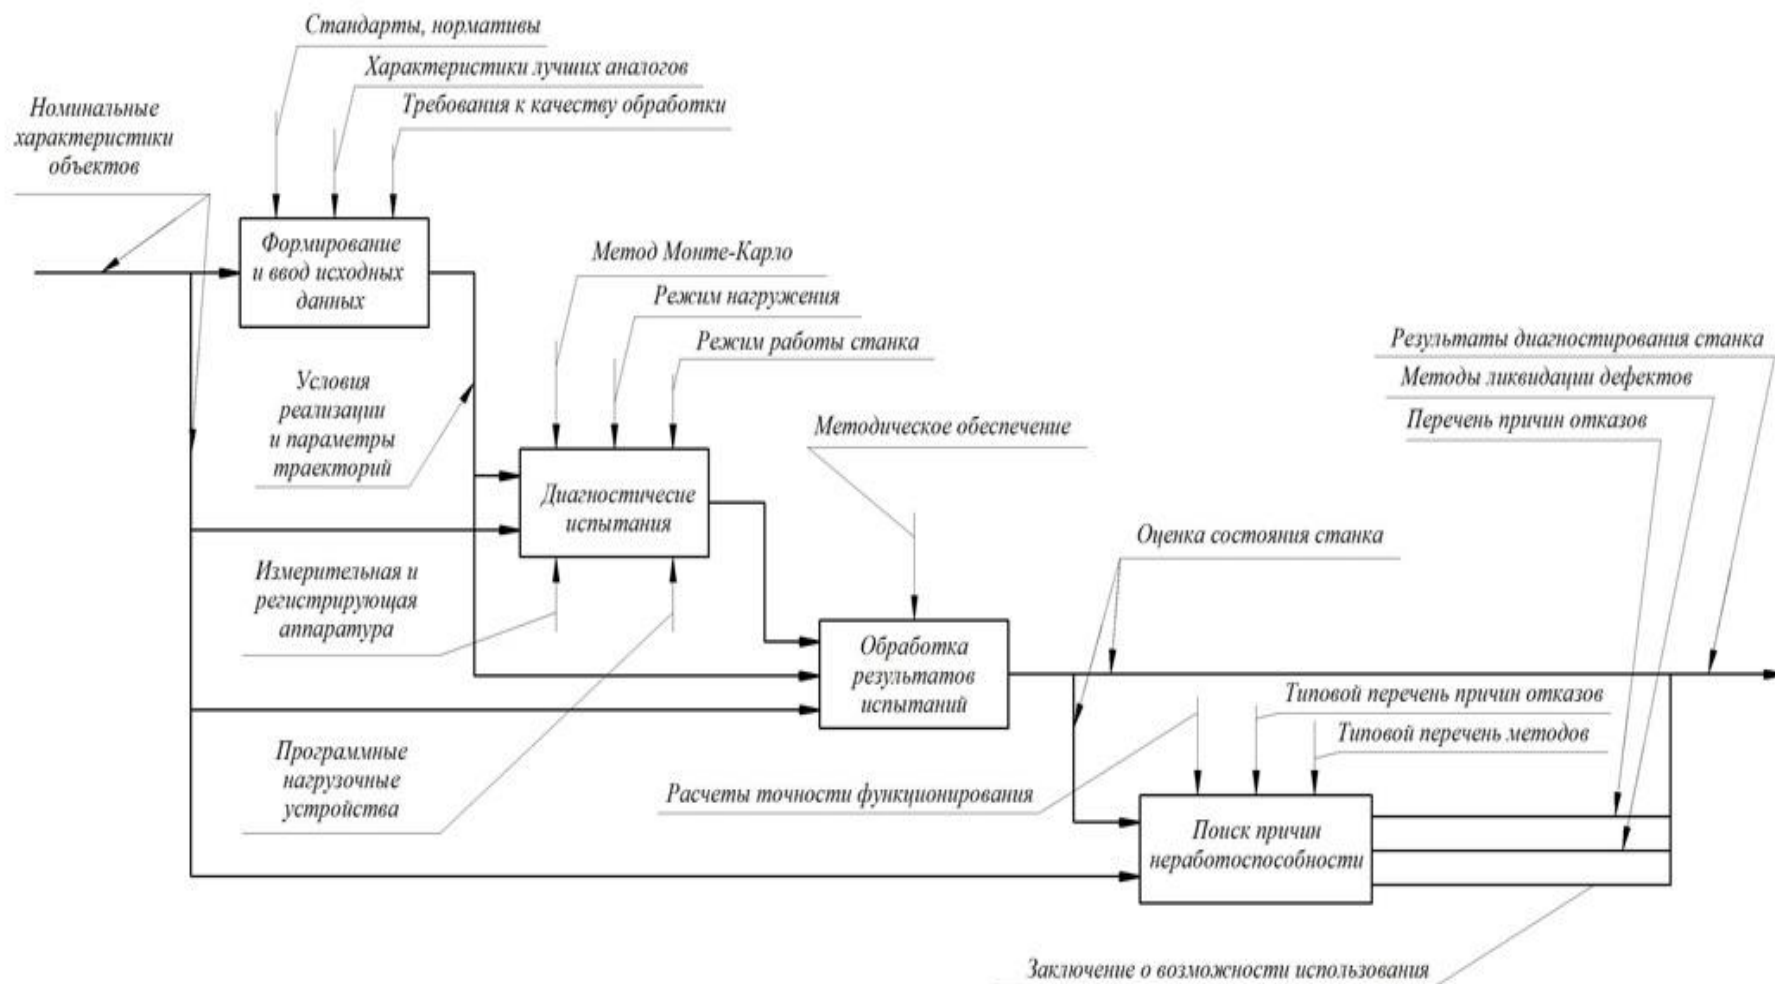 Стандарты, нормативы
Характеристики лучших аналогов
Требования к качеству обработки
Номинальные
характеристики
объектов
Формирование
и ввод исходных
данных
Метод Монте-Карло
Режим нагружения
Режим работы станка
Условия
реализации
и параметры
траекторий
Диагностичесие
испытания
Измерительная и
регистрирующая
аппаратура
Программные
нагрузочные
устройства
Методическое обеспечение
Обработка
результатов
испытаний
Результаты диагностирования станка
Методы ликвидации дефектов
Перечень причин отказов
Оценка состояния станка
Типовой перечень причин отказов
Типовой перечень методов
Расчеты точности функционирования
Поиск причин
неработоспособности
Заключение о возможности использования